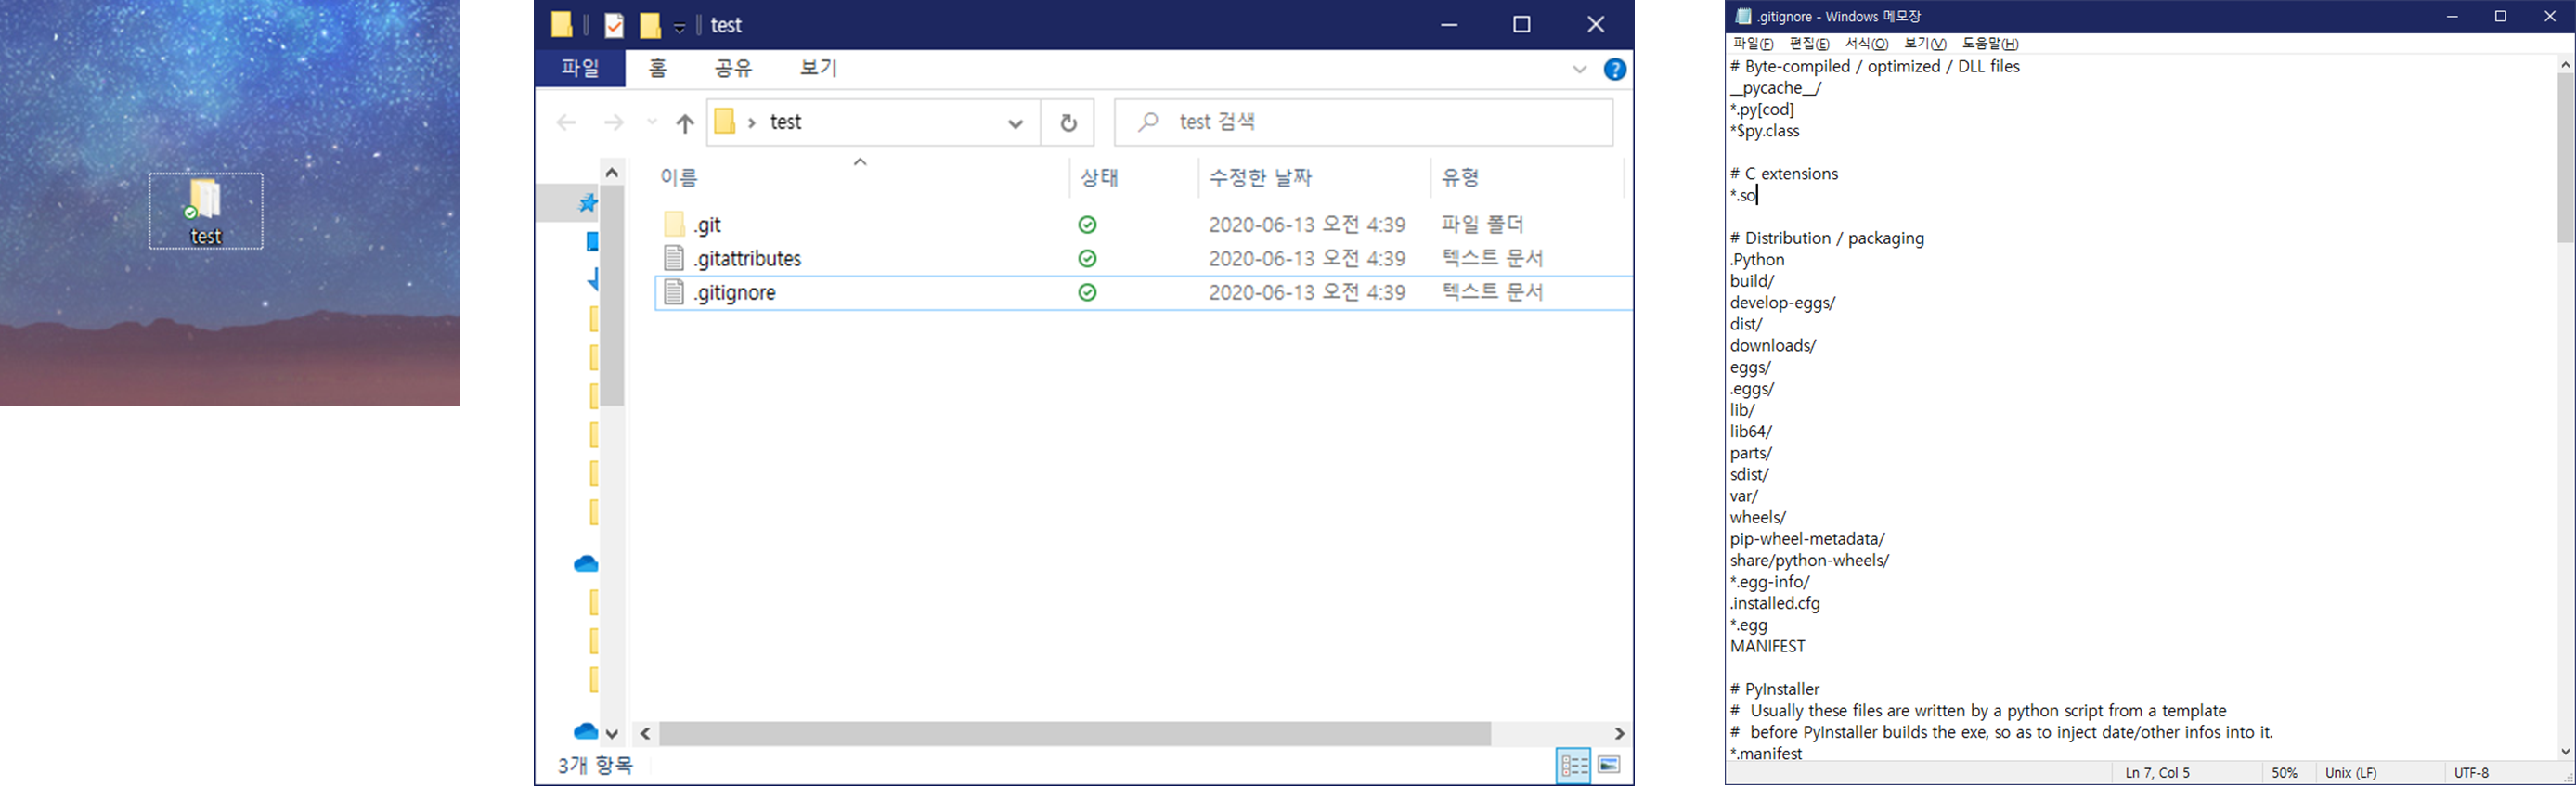 test
test
파일
홈
공유
보기
test
test 검색
이름
상태
수정한 날짜
유형
.git
2020-06-13 오전 4:39
파일 폴더
.gitattributes
2020-06-13 오전 4:39
텍스트 문서
.gitignore
2020-06-13 오전 4:39
텍스트 문서
3개 항목
.gitignore - Windows 메모장
파일(F) 편집(E) 서식(O) 보기(V) 도움말(H)
# Byte-compiled / optimized / DLL files
__pycache__/
*.py[cod]
*$py.class
# C extensions
*.so
# Distribution / packaging
.Python
build/
develop-eggs/
dist/
downloads/
eggs/
.eggs/
lib/
lib64/
parts/
sdist/
var/
wheels/
pip-wheel-metadata/
share/python-wheels/
*.egg-info/
.installed.cfg
*.egg
MANIFEST
# PyInstaller
#  Usually these files are written by a python script from a template
#  before PyInstaller builds the exe, so as to inject date/other infos into it.
*.manifest
Ln 7, Col 5
50%
Unix (LF)
UTF-8